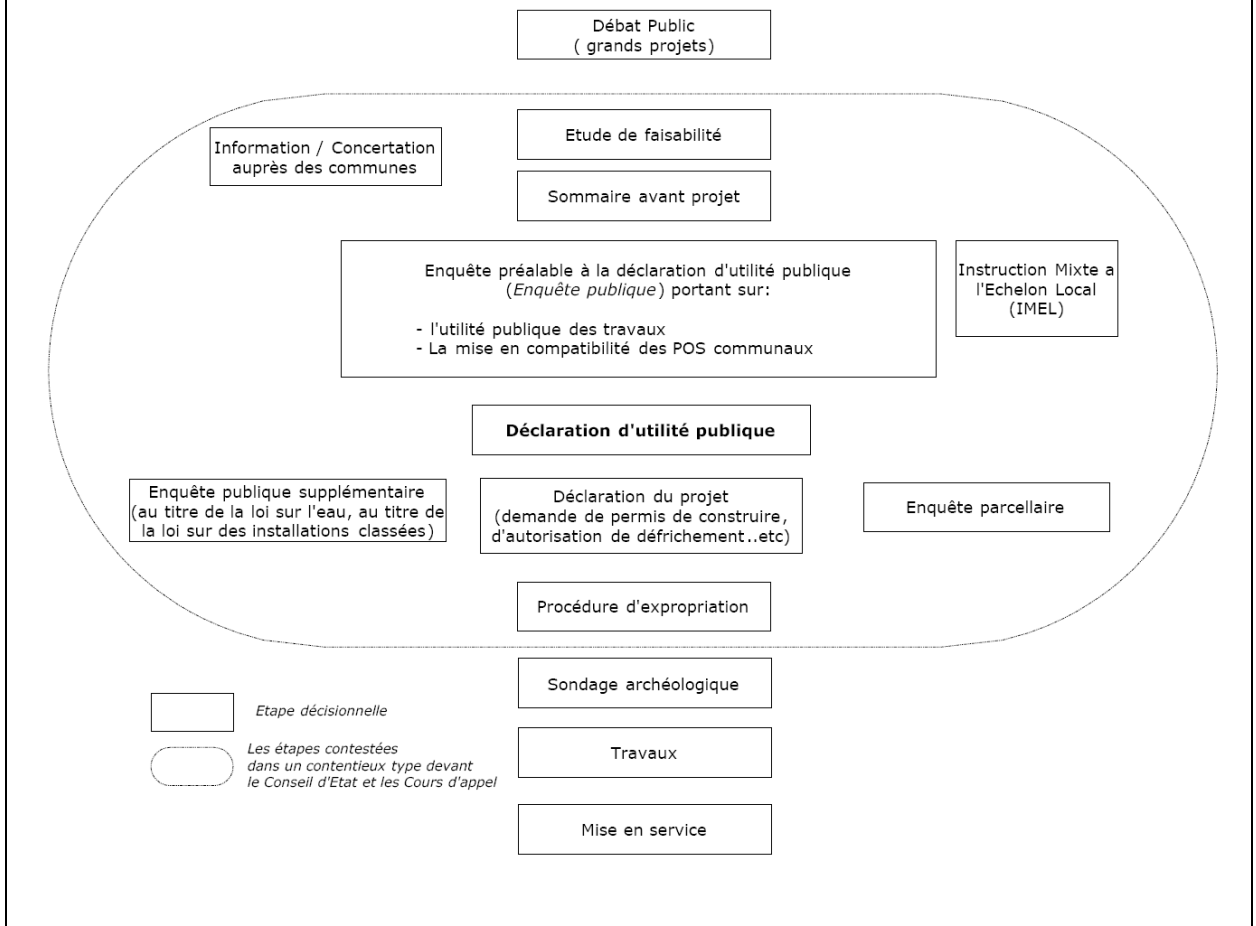 Débat Public
( grands projets)
Etude de faisabilité
Information / Concertation
auprès des communes
Sommaire avant projet
Enquête préalable à la déclaration d'utilité publique
(Enquête publique) portant sur:
- l'utilité publique des travaux
- La mise en compatibilité des POS communaux
Instruction Mixte a
l'Echelon Local
(IMEL)
Déclaration d'utilité publique
Enquête publique supplémentaire
(au titre de la loi sur l'eau, au titre de
la loi sur des installations classées)
Déclaration du projet
(demande de permis de construire,
d'autorisation de défrichement..etc)
Enquête parcellaire
Procédure d'expropriation
Sondage archéologique
Etape décisionnelle
Les étapes contestées
dans un contentieux type devant
le Conseil d'Etat et les Cours d'appel
Travaux
Mise en service